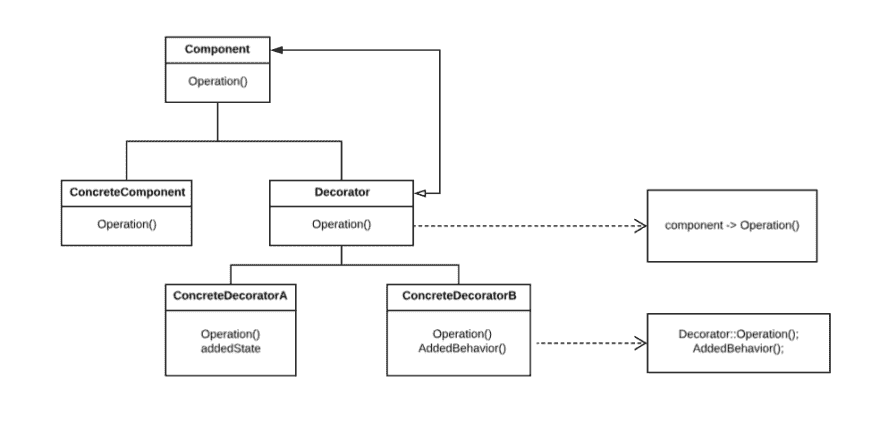 Component
Operation()
ConcreteComponent
Operation()
Decorator
Operation()
component -> Operation()
ConcreteDecoratorA
Operation()
addedState
ConcreteDecoratorB
Operation()
AddedBehavior()
Decorator::Operation();
AddedBehavior();